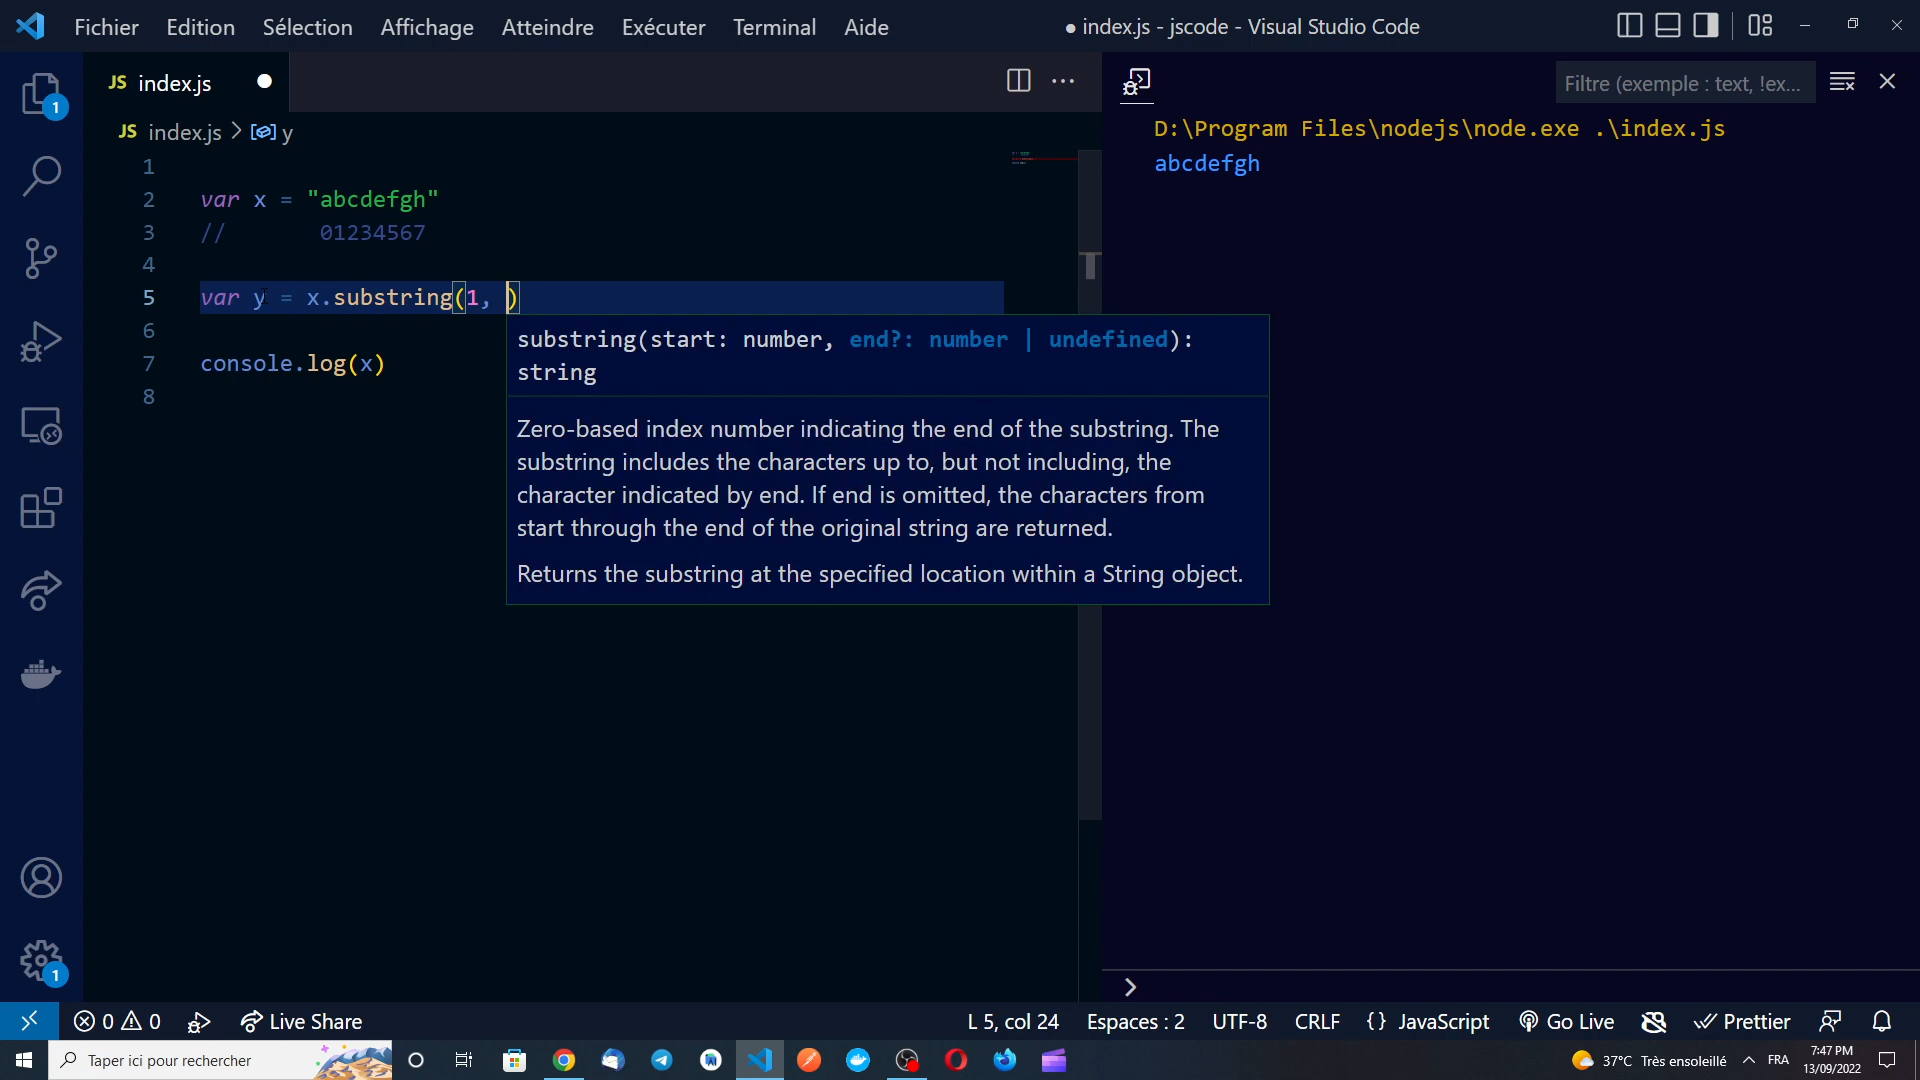 Fichier Edition Sélection Affichage Atteindre Exécuter Terminal Aide
● index.js - jscode - Visual Studio Code
JS index.js
Filtre (exemple : text, !ex...
JS index.js > y
1
2 var x = "abcdefgh"
3 // 01234567
4
5 var y = x.substring(1, )
6
7 console.log(x)
8
substring(start: number, end?: number | undefined):
string
Zero-based index number indicating the end of the substring. The
substring includes the characters up to, but not including, the
character indicated by end. If end is omitted, the characters from
start through the end of the original string are returned.
Returns the substring at the specified location within a String object.
D:\Program Files\nodejs\node.exe .\index.js
abcdefgh
1
1
0 0 Live Share
L 5, col 24 Espaces : 2 UTF-8 CRLF {} JavaScript Go Live Prettier
Taper ici pour rechercher
37°C Très ensoleillé FRA
7:47 PM
13/09/2022